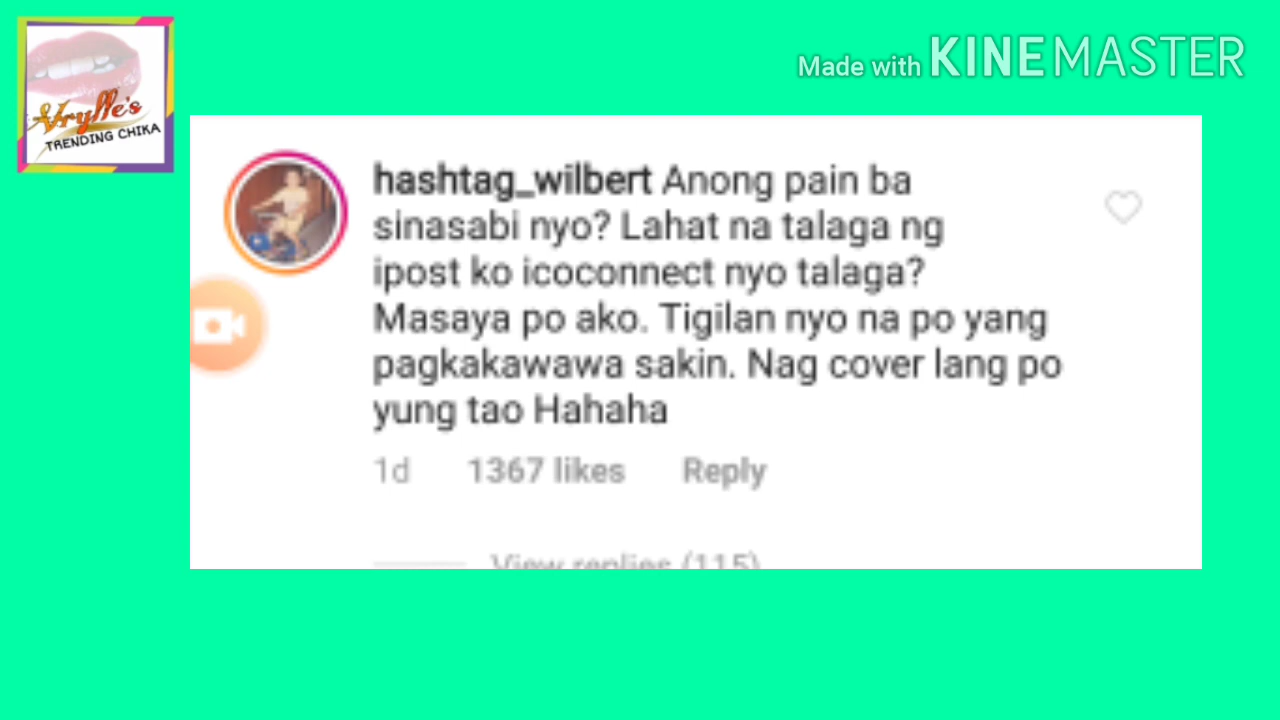 Vrylle's
TRENDING CHIKA
Made with KINEMASTER
hashtag_wilbert Anong pain ba
sinasabi nyo? Lahat na talaga ng
ipost ko icoconnect nyo talaga?
Masaya po ako. Tigilan nyo na po yang
pagkakawawa sakin. Nag cover lang po
yung tao Hahaha
1d 1367 likes Reply
View replies (115)